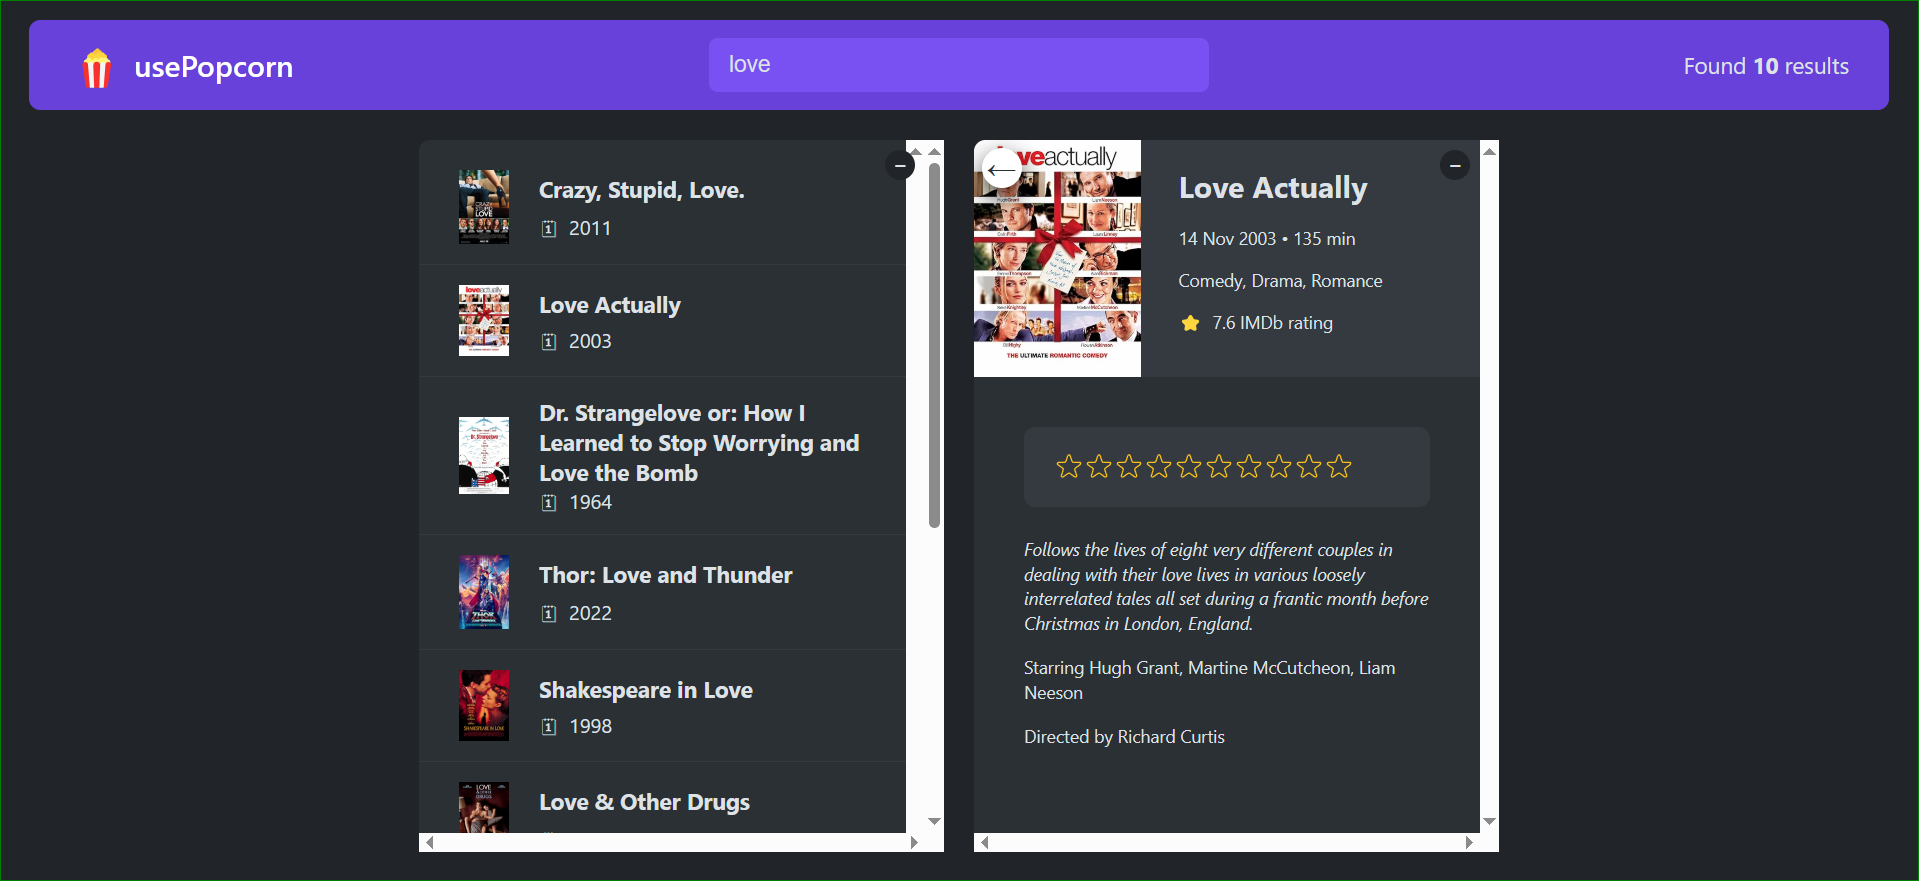 usePopcorn
love
Found 10 results
Crazy, Stupid, Love.
2011
Love Actually
2003
Dr. Strangelove or: How I
Learned to Stop Worrying and
Love the Bomb
1964
Thor: Love and Thunder
2022
Shakespeare in Love
1998
Love & Other Drugs
love actually
THE ULTIMATE ROMANTIC COMEDY
Love Actually
14 Nov 2003 • 135 min
Comedy, Drama, Romance
7.6 IMDb rating
Follows the lives of eight very different couples in
dealing with their love lives in various loosely
interrelated tales all set during a frantic month before
Christmas in London, England.
Starring Hugh Grant, Martine McCutcheon, Liam
Neeson
Directed by Richard Curtis